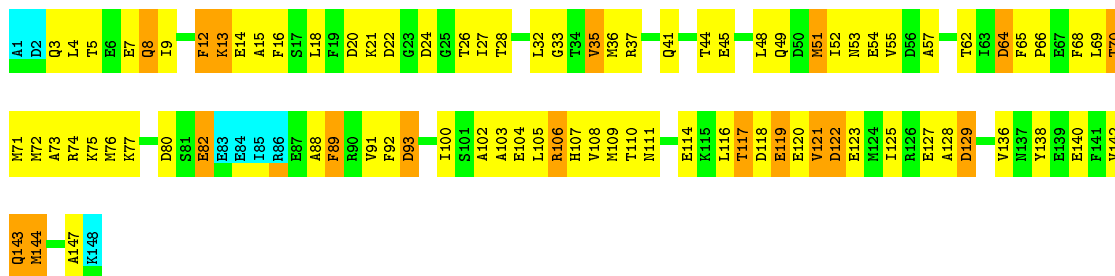 A1 D2 Q3 L4 T5 E6 E7 Q8 I9 F12 K13 E14 A15 F16 S17 L18 F19 D20 K21 D22 G23 D24 G25 T26 I27 T28 L32 G33 T34 V35 M36 R37 Q41 T44 E45 L48 Q49 D50 M51 I52 N53 E54 V55 D56 A57 T62 I63 D64 F65 P66 E67 F68 L69 T70
M71 M72 A73 R74 K75 M76 K77 D80 S81 E82 E83 E84 I85 R86 E87 A88 F89 R90 V91 F92 D93 I100 S101 A102 A103 E104 L105 R106 H107 V108 M109 T110 N111 E114 K115 L116 T117 D118 E119 E120 V121 D122 E123 M124 I125 R126 E127 A128 D129 V136 N137 Y138 E139 E140 F141 V142
Q143 M144 A147 K148